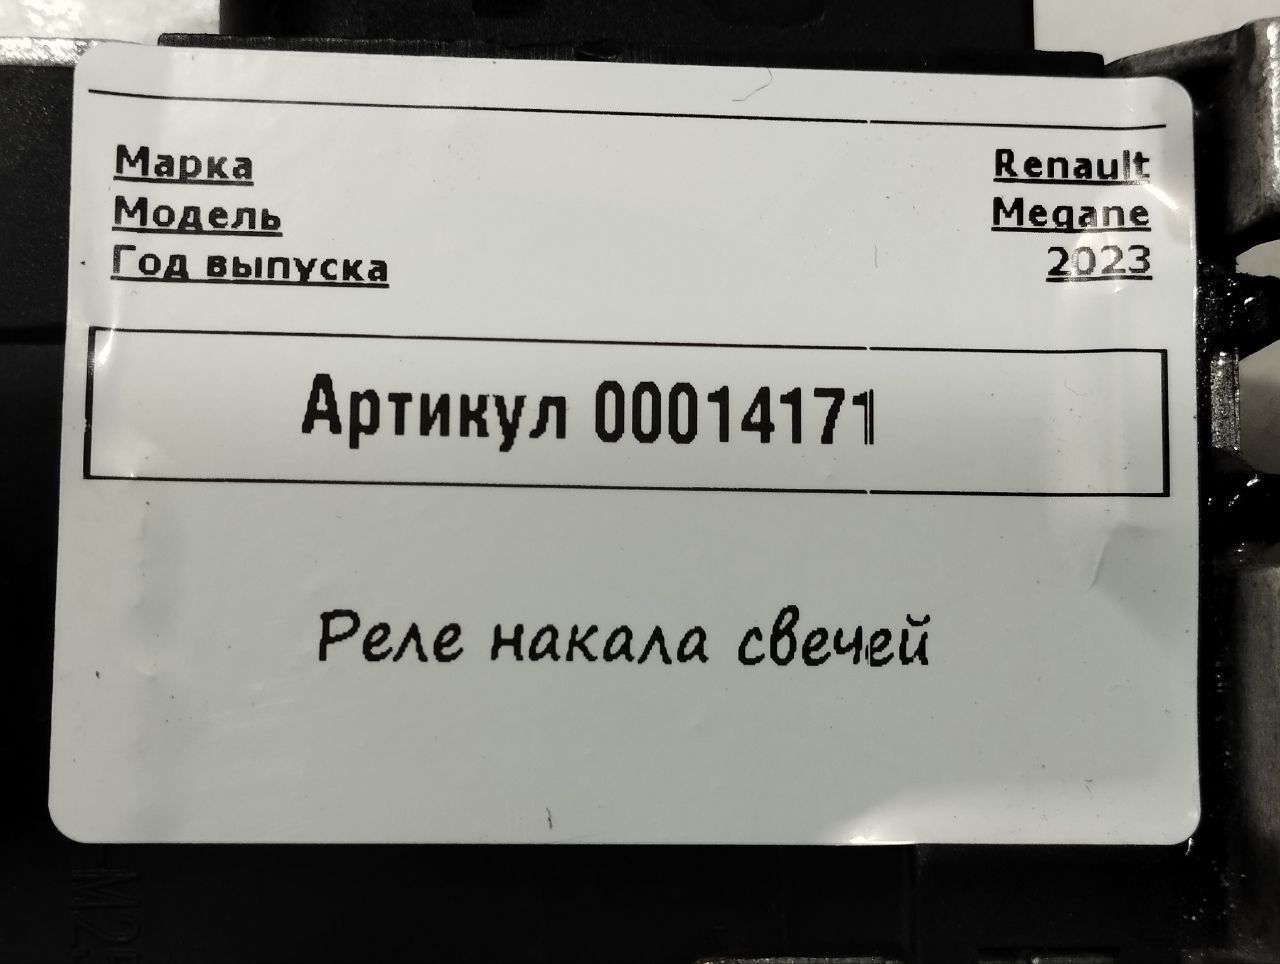 Марка Renault
Модель Megane
Год выпуска 2023
Артикул 00014171
Реле накала свечей